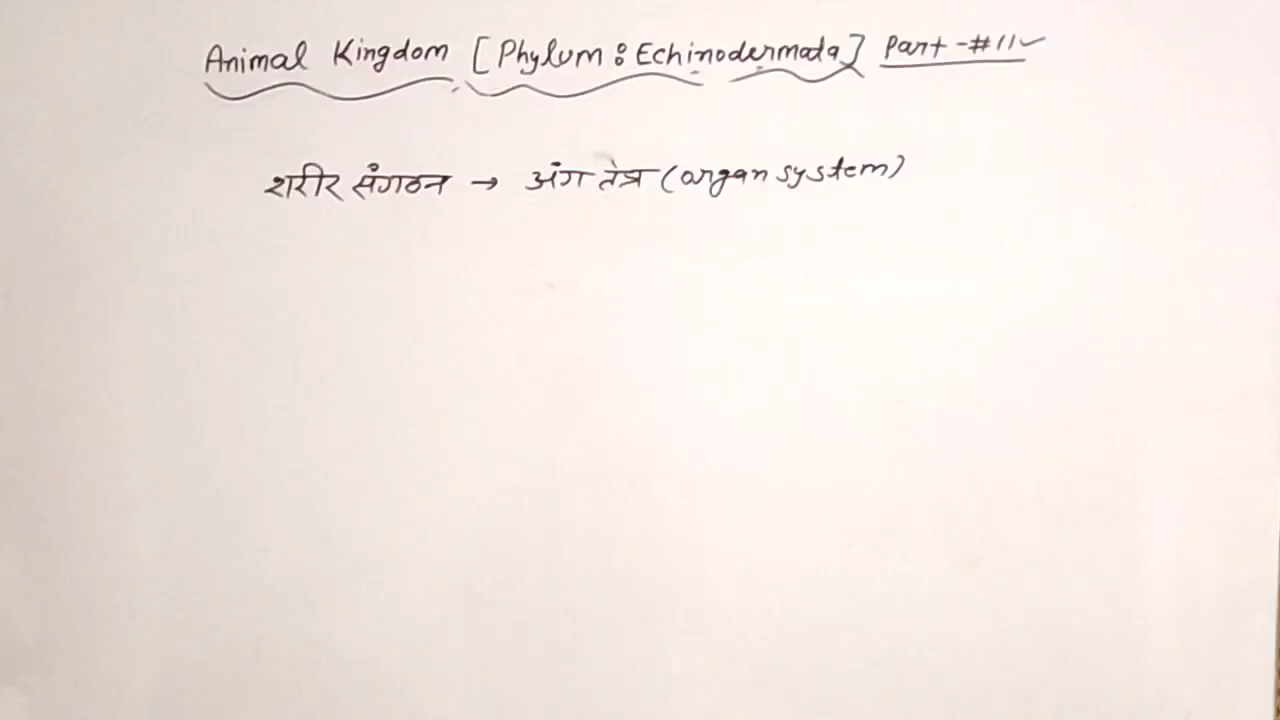 Animal Kingdom [Phylum : Echinodermata] Part-#11
शरीर संगठन → अंग तंत्र (organ system)